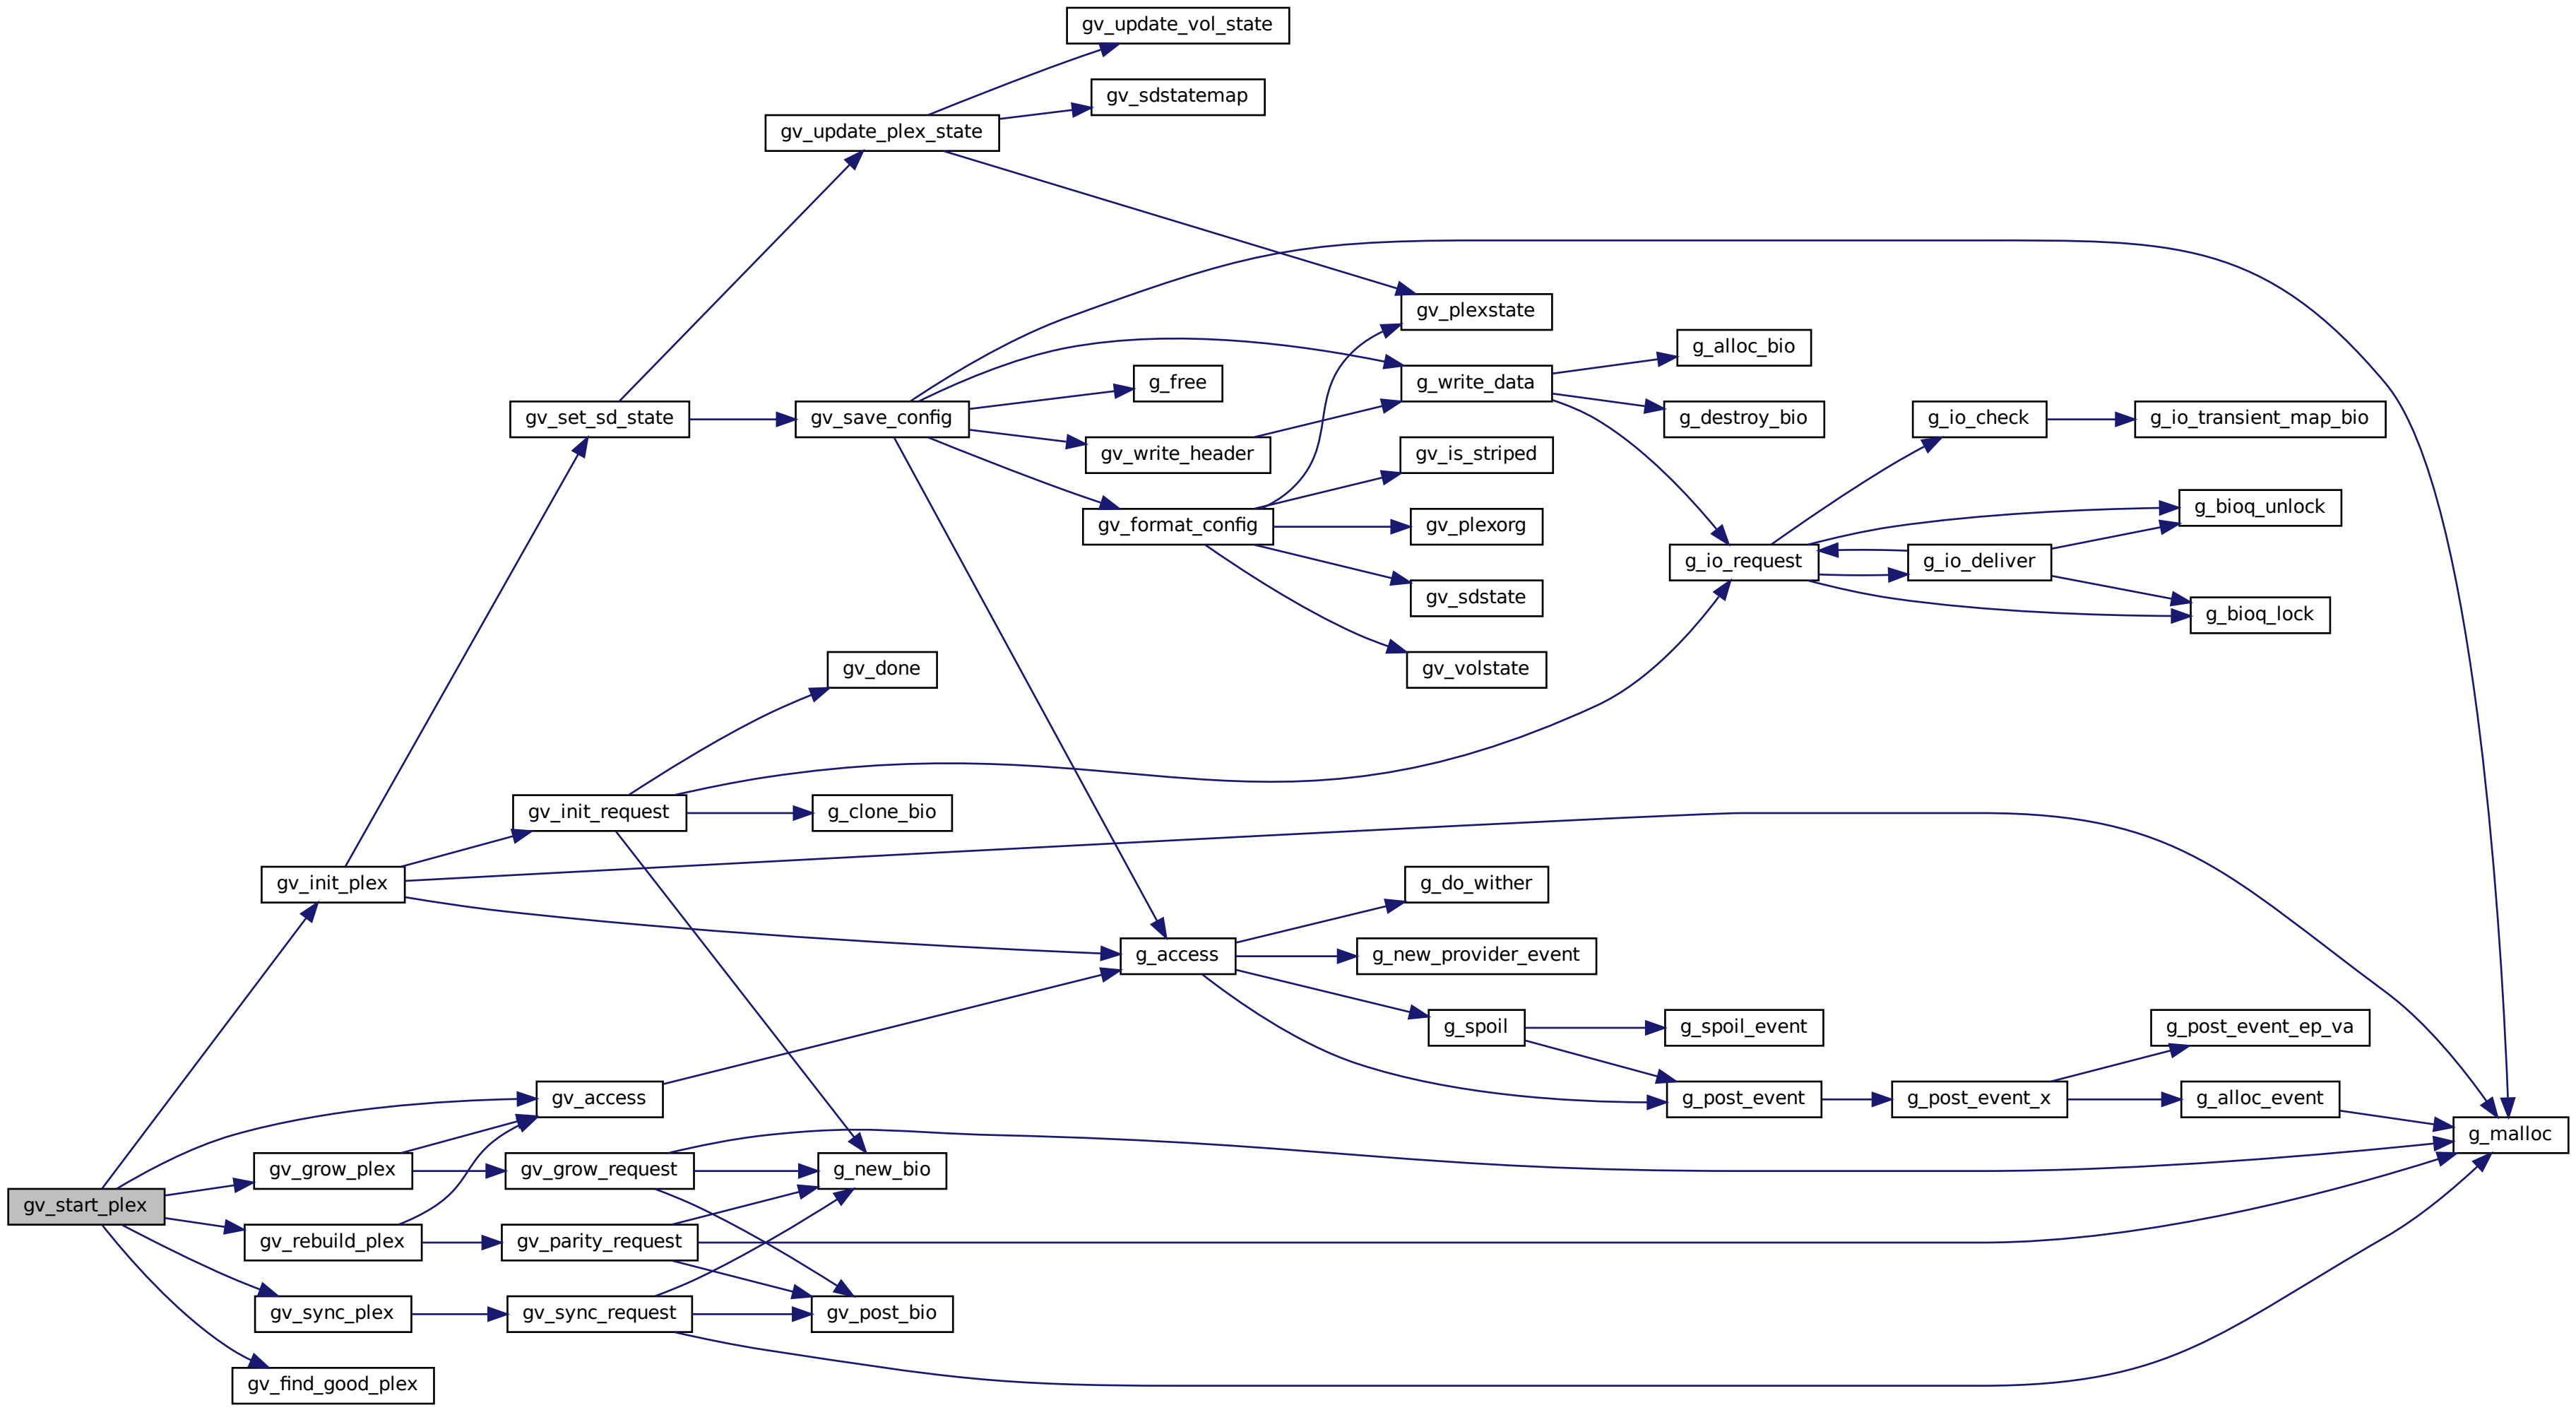 gv_update_vol_state
gv_sdstatemap
gv_update_plex_state
gv_plexstate
g_alloc_bio
g_free
g_write_data
gv_set_sd_state
gv_save_config
g_destroy_bio
g_io_check
g_io_transient_map_bio
gv_write_header
gv_is_striped
g_bioq_unlock
gv_format_config
gv_plexorg
g_io_request
g_io_deliver
gv_sdstate
g_bioq_lock
gv_done
gv_volstate
gv_init_request
g_clone_bio
gv_init_plex
g_do_wither
g_access
g_new_provider_event
g_spoil
g_spoil_event
g_post_event_ep_va
gv_access
g_post_event
g_post_event_x
g_alloc_event
g_malloc
gv_grow_plex
gv_grow_request
g_new_bio
gv_start_plex
gv_rebuild_plex
gv_parity_request
gv_sync_plex
gv_sync_request
gv_post_bio
gv_find_good_plex